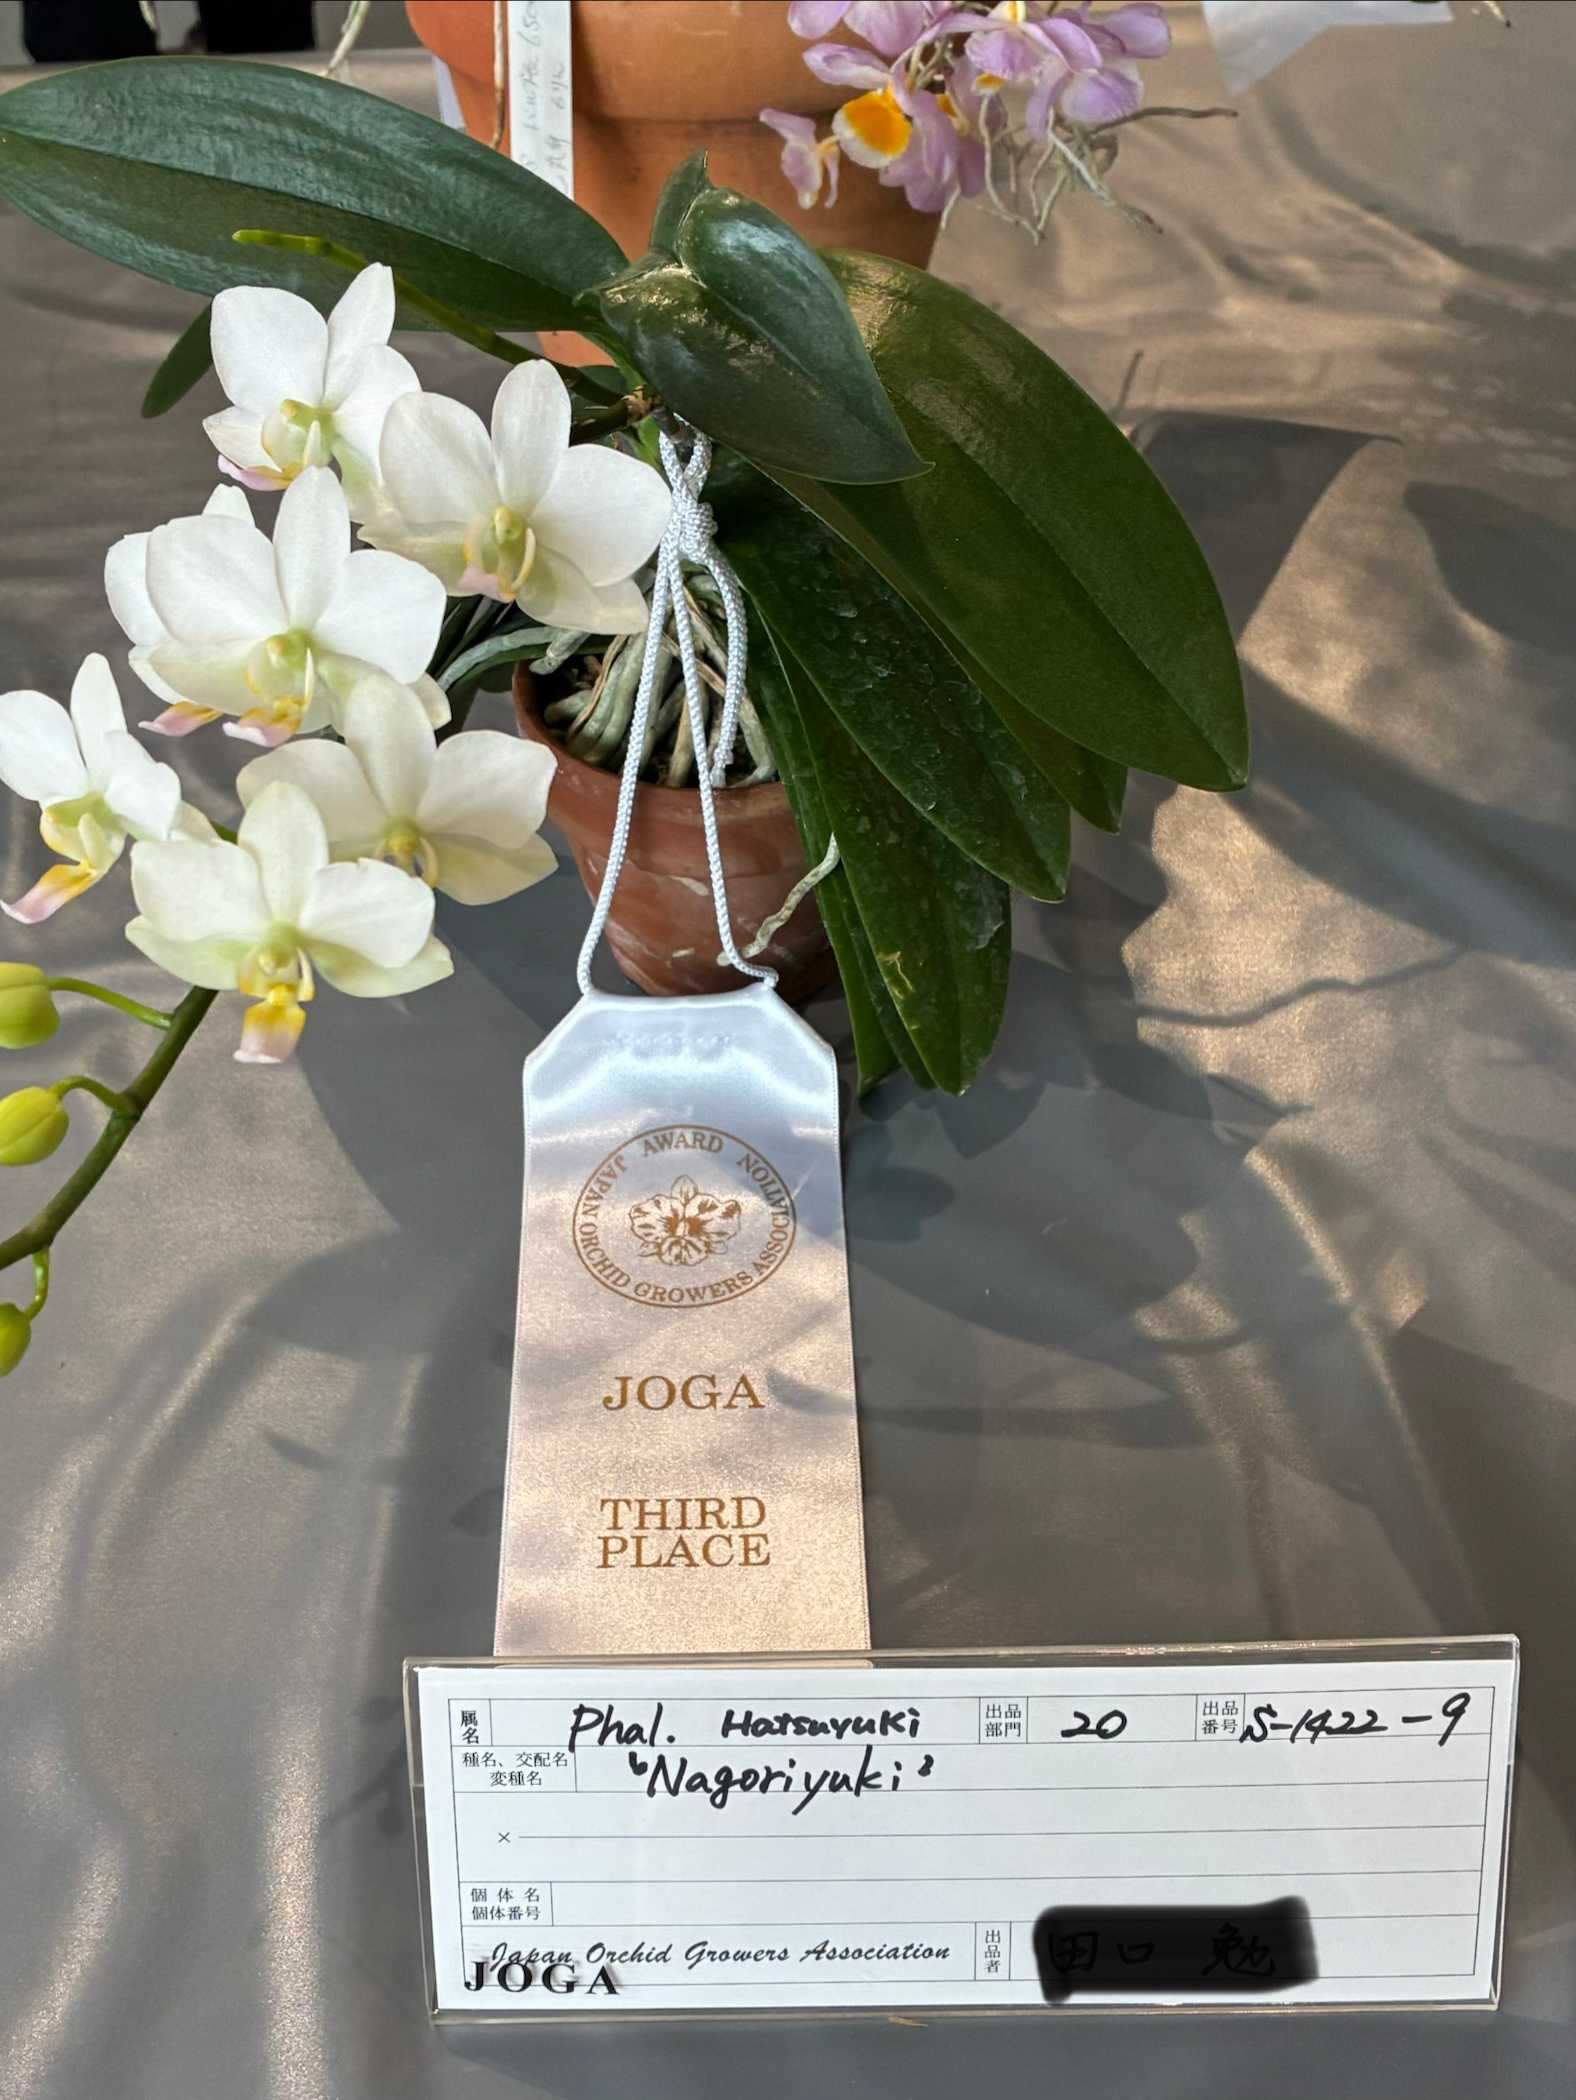 AWARD
JAPAN ORCHID GROWERS ASSOCIATION
JOGA
THIRD
PLACE
属名 Phal. Hatsuyuki 出品部門 20 出品番号 S-1422-9
種名、交配名 変種名 "Nagoriyuki"
×
個体名
個体番号
Japan Orchid Growers Association 出品者
JOGA